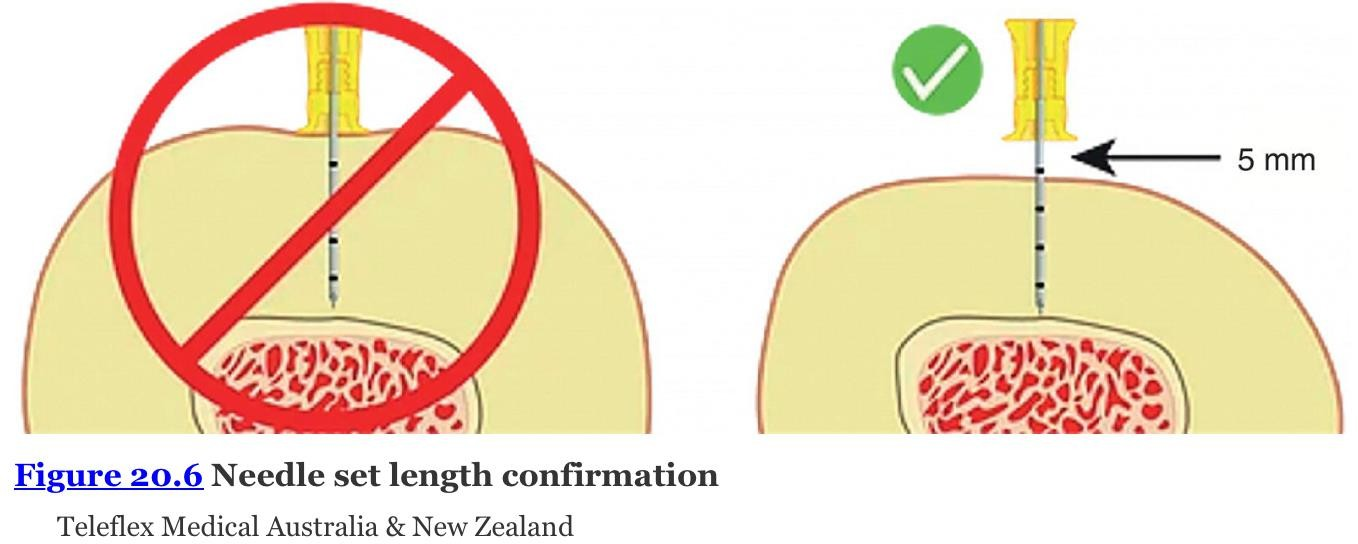 5 mm
Figure 20.6 Needle set length confirmation
Teleflex Medical Australia & New Zealand